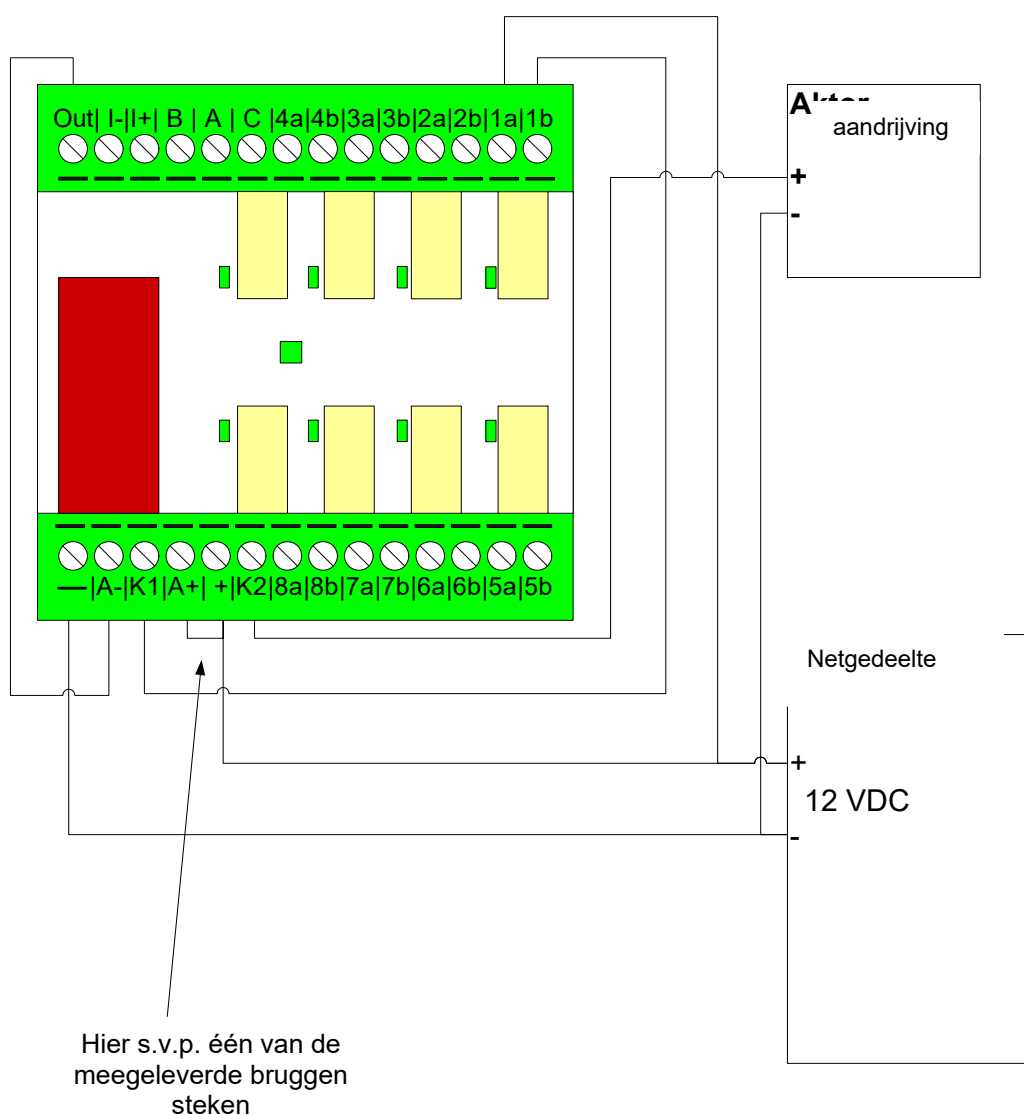 Out| I-|I+| B | A | C |4a|4b|3a|3b|2a|2b|1a|1b
aandrijving
+
-
— |A-|K1|A+| +|K2|8a|8b|7a|7b|6a|6b|5a|5b
Netgedeelte
+
12 VDC
-
Hier s.v.p. één van de
meegeleverde bruggen
steken